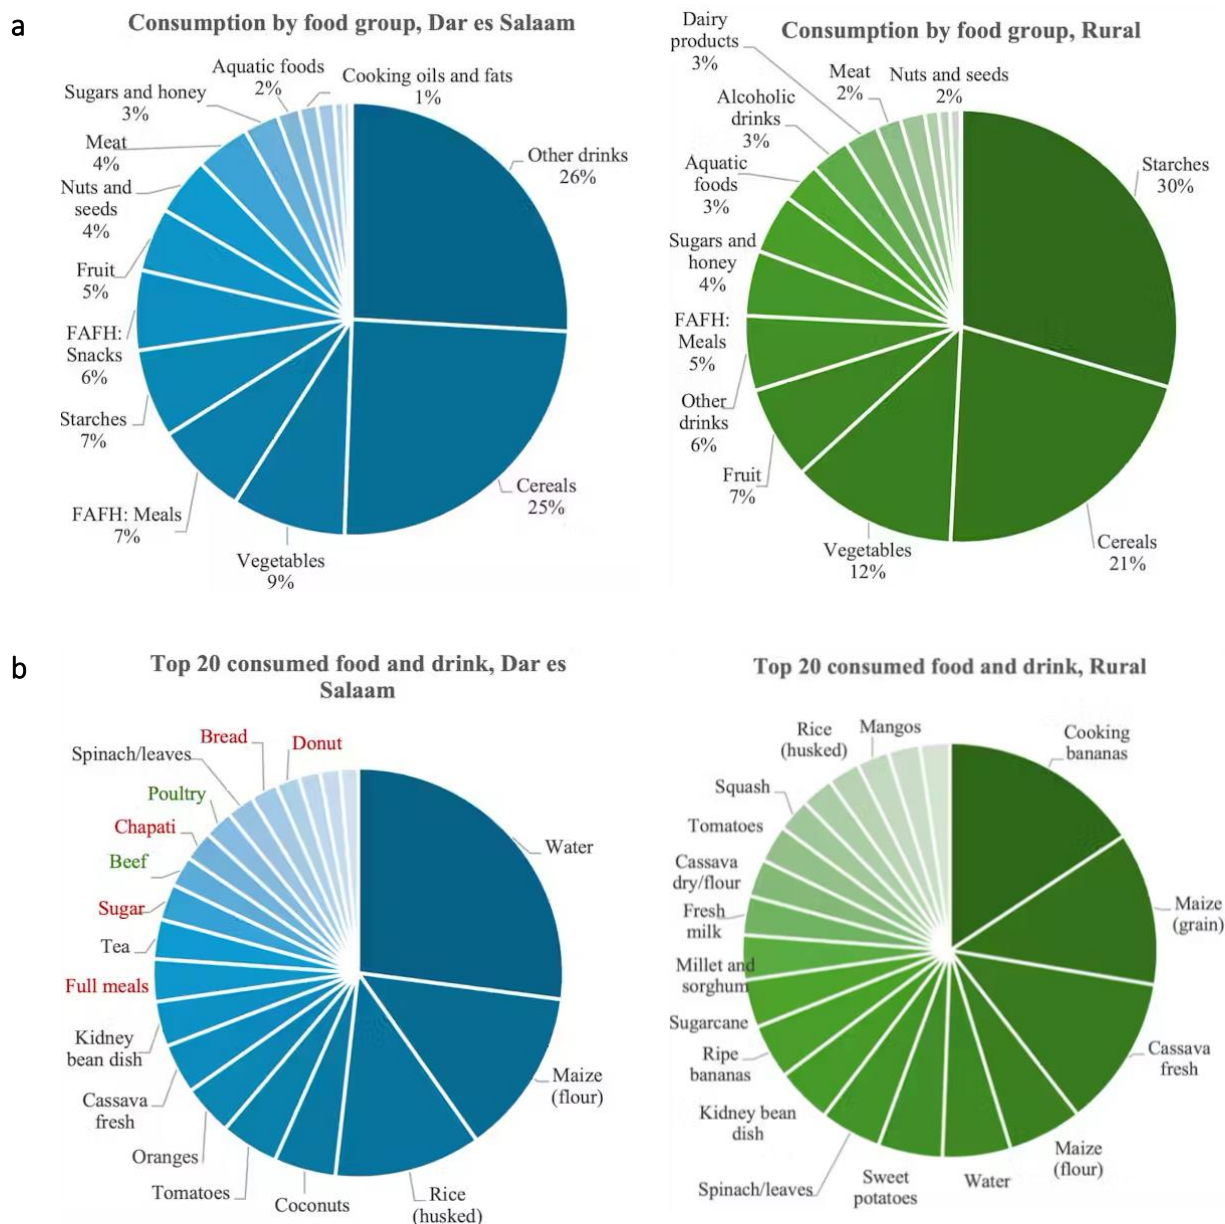 a
Consumption by food group, Dar es Salaam
Other drinks
26%
Cereals
25%
Vegetables
9%
FAFH: Meals
7%
Starches
7%
FAFH:
Snacks
6%
Fruit
5%
Nuts and
seeds
4%
Meat
4%
Sugars and honey
3%
Aquatic foods
2%
Cooking oils and fats
1%
Consumption by food group, Rural
Starches
30%
Cereals
21%
Vegetables
12%
Fruit
7%
Other
drinks
6%
FAFH:
Meals
5%
Sugars and
honey
4%
Aquatic
foods
3%
Alcoholic
drinks
3%
Dairy
products
3%
Meat
2%
Nuts and seeds
2%
b
Top 20 consumed food and drink, Dar es
Salaam
Water
Maize
(flour)
Rice
(husked)
Coconuts
Tomatoes
Oranges
Cassava
fresh
Kidney
bean dish
Full meals
Tea
Sugar
Beef
Chapati
Poultry
Spinach/leaves
Bread
Donut
Top 20 consumed food and drink, Rural
Cooking
bananas
Maize
(grain)
Cassava
fresh
Maize
(flour)
Water
Sweet
potatoes
Spinach/leaves
Kidney bean
dish
Ripe
bananas
Sugarcane
Millet and
sorghum
Fresh
milk
Cassava
dry/flour
Tomatoes
Squash
Rice
(husked)
Mangos